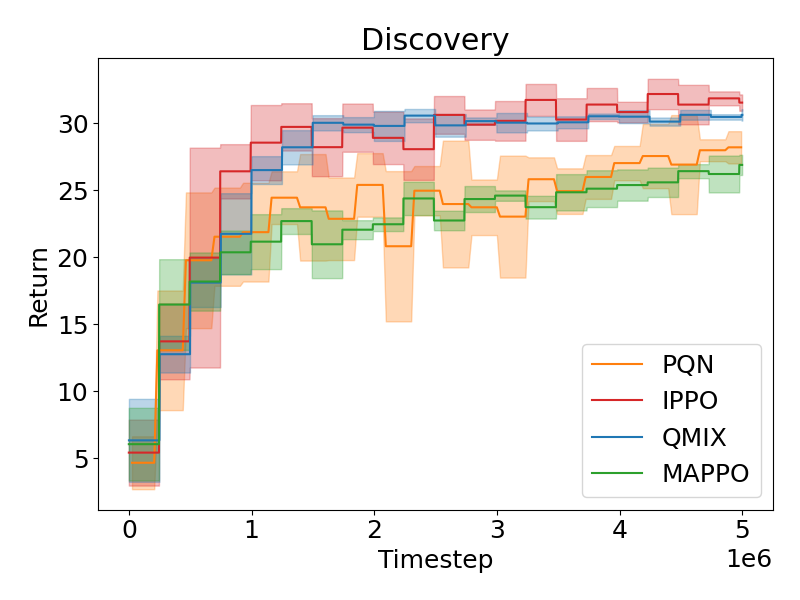 Discovery
Return
30
25
20
15
10
5
PQN
IPPO
QMIX
MAPPO
0 1 2 3 4 5
Timestep
1e6